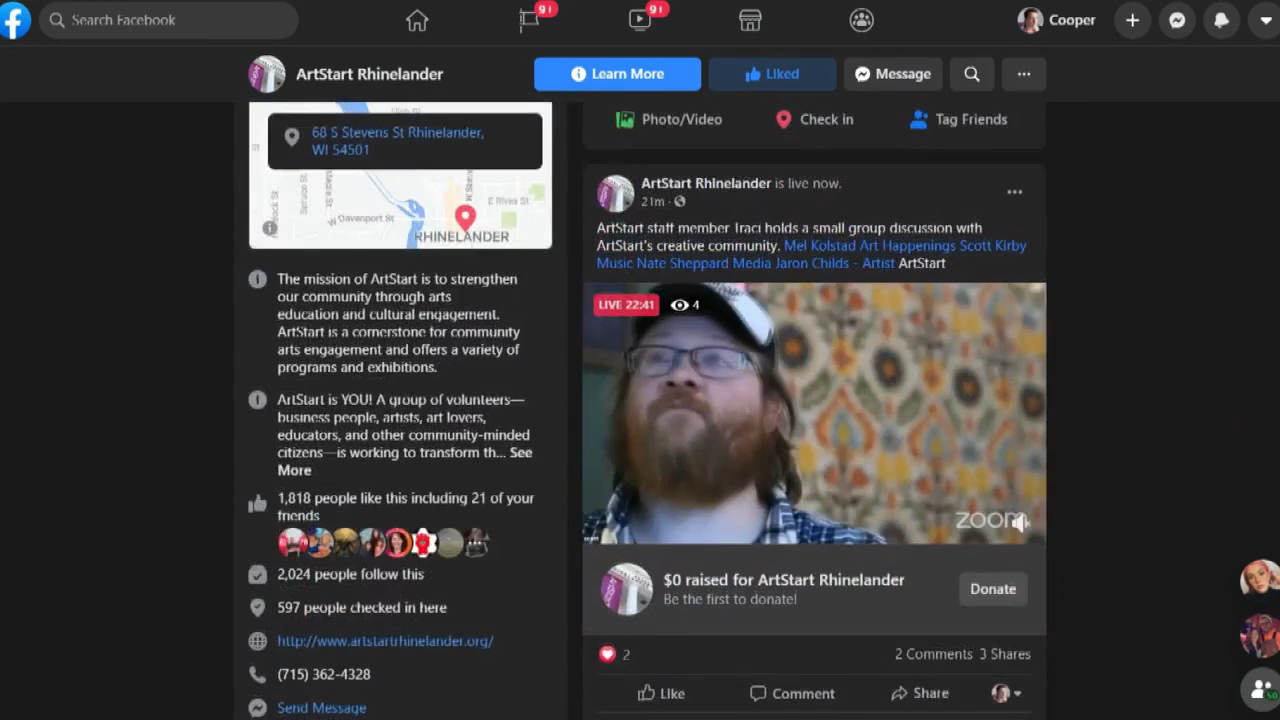 Search Facebook
9+
9+
Cooper
ArtStart Rhinelander
Learn More
Liked
Message
68 S Stevens St Rhinelander,
WI 54501
W Davenport St
E Rives St
RHINELANDER
The mission of ArtStart is to strengthen
our community through arts
education and cultural engagement.
ArtStart is a cornerstone for community
arts engagement and offers a variety of
programs and exhibitions.
ArtStart is YOU! A group of volunteers—
business people, artists, art lovers,
educators, and other community-minded
citizens—is working to transform th... See
More
1,818 people like this including 21 of your
friends
2,024 people follow this
597 people checked in here
http://www.artstartrhinelander.org/
(715) 362-4328
Send Message
Photo/Video
Check in
Tag Friends
ArtStart Rhinelander is live now.
21m
ArtStart staff member Traci holds a small group discussion with
ArtStart's creative community. Mel Kolstad Art Happenings Scott Kirby
Music Nate Sheppard Media Jaron Childs - Artist ArtStart
LIVE 22:41
4
zoom
$0 raised for ArtStart Rhinelander
Be the first to donate!
Donate
2
2 Comments 3 Shares
Like
Comment
Share